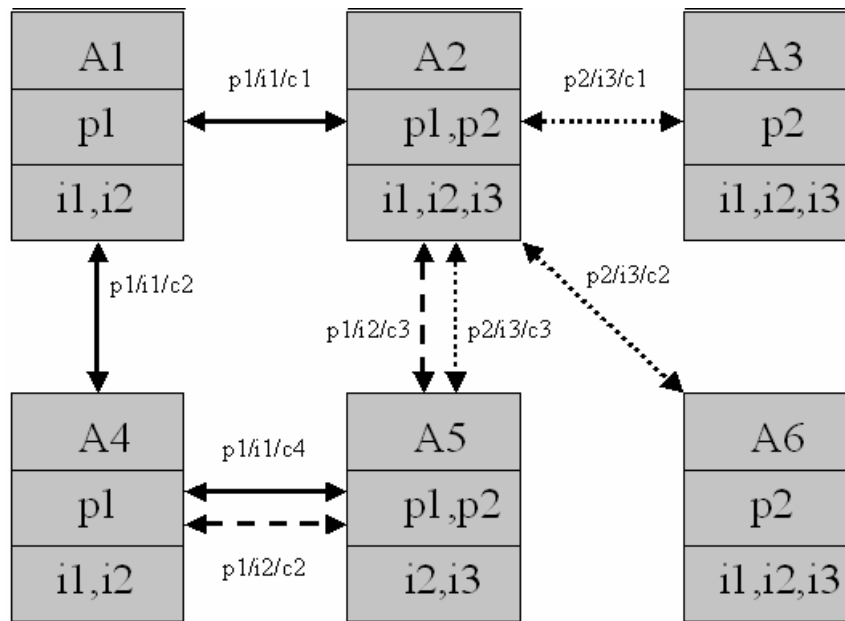 A1
p1
i1,i2
p1/i1/c1
A2
p1,p2
i1,i2,i3
p2/i3/c1
A3
p2
i1,i2,i3
p1/i1/c2
p1/i2/c3
p2/i3/c3
p2/i3/c2
A4
p1
i1,i2
p1/i1/c4
p1/i2/c2
A5
p1,p2
i2,i3
A6
p2
i1,i2,i3